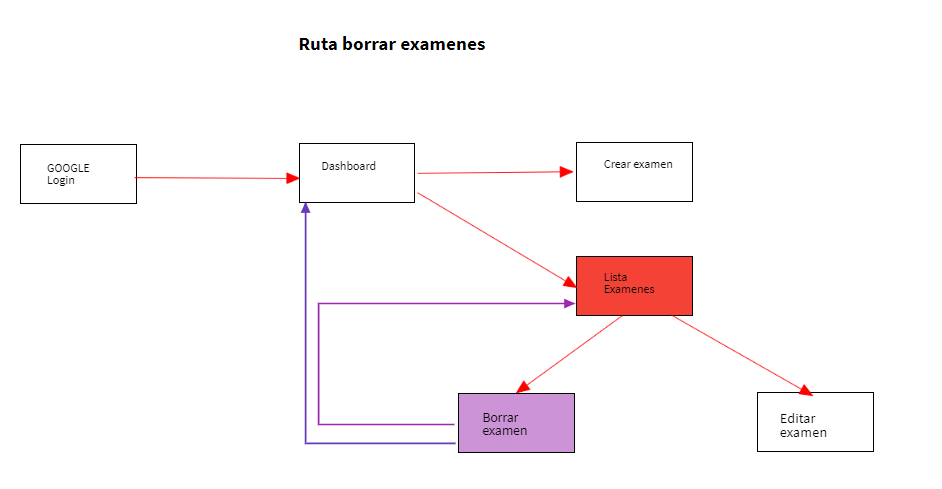 Ruta borrar examenes
GOOGLE
Login
Dashboard
Crear examen
Lista
Examenes
Borrar
examen
Editar
examen